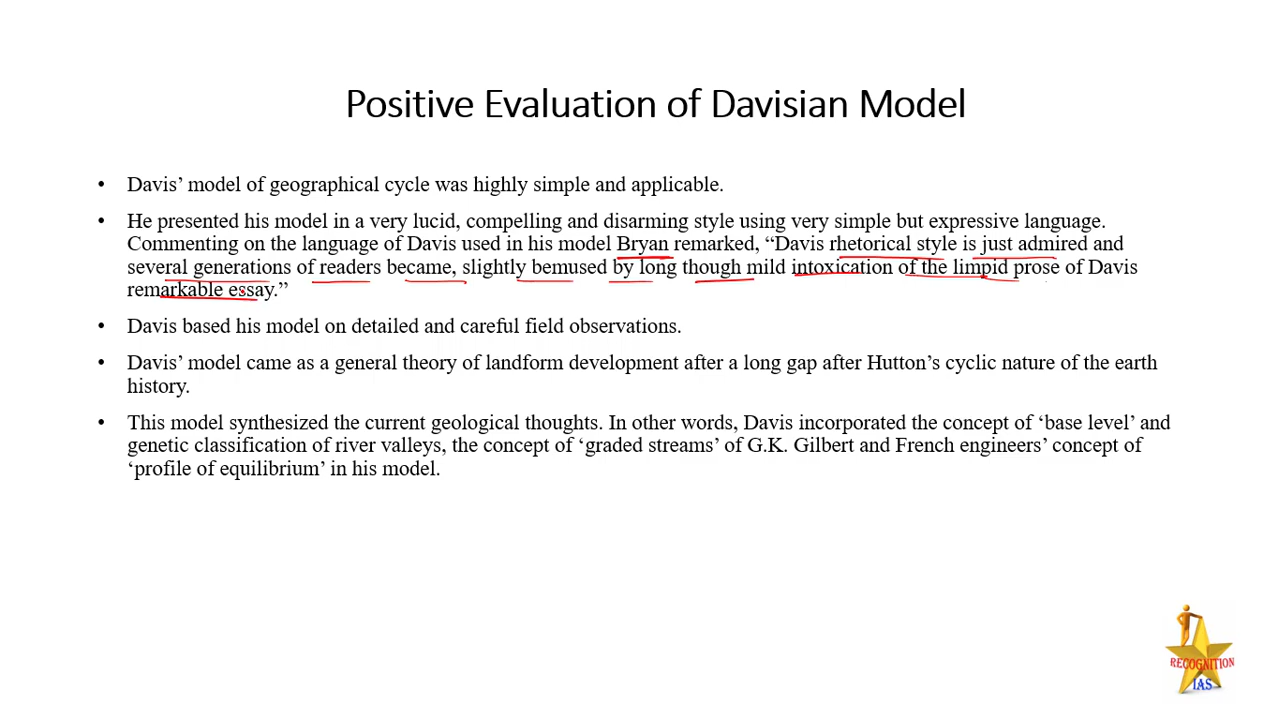 Positive Evaluation of Davisian Model
• Davis’ model of geographical cycle was highly simple and applicable.
• He presented his model in a very lucid, compelling and disarming style using very simple but expressive language.
Commenting on the language of Davis used in his model Bryan remarked, “Davis rhetorical style is just admired and
several generations of readers became, slightly bemused by long though mild intoxication of the limpid prose of Davis
remarkable essay.”
• Davis based his model on detailed and careful field observations.
• Davis’ model came as a general theory of landform development after a long gap after Hutton’s cyclic nature of the earth
history.
• This model synthesized the current geological thoughts. In other words, Davis incorporated the concept of ‘base level’ and
genetic classification of river valleys, the concept of ‘graded streams’ of G.K. Gilbert and French engineers’ concept of
‘profile of equilibrium’ in his model.
RECOGNITION
IAS